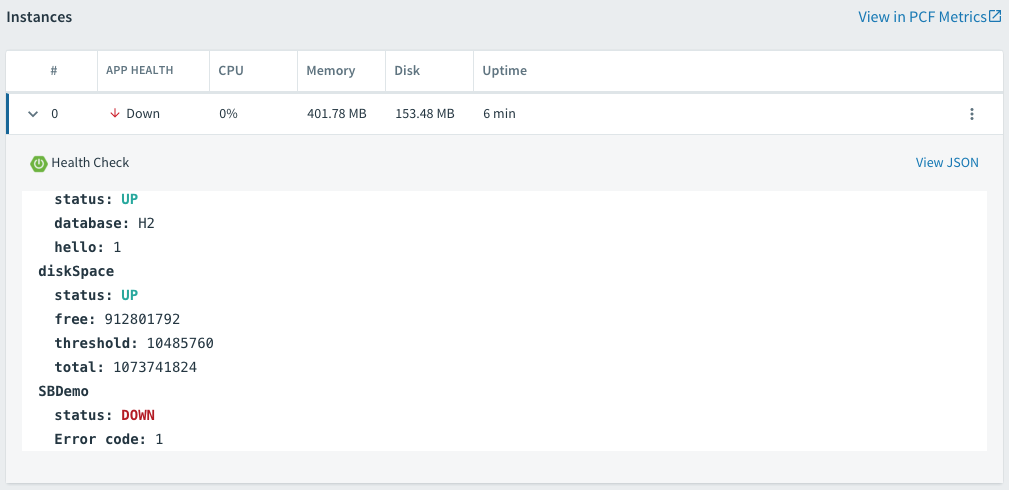 Instances View in PCF Metrics
# APP HEALTH CPU Memory Disk Uptime
0 Down 0% 401.78 MB 153.48 MB 6 min
Health Check View JSON
status: UP
database: H2
hello: 1
diskSpace
status: UP
free: 912801792
threshold: 10485760
total: 1073741824
SBDemo
status: DOWN
Error code: 1